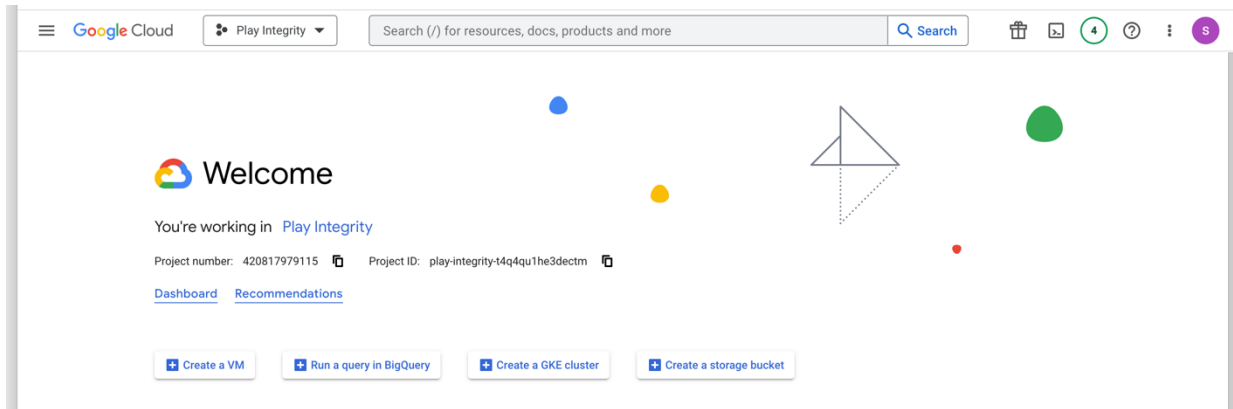 Google Cloud Play Integrity Search (/) for resources, docs, products and more Search 4 S
Welcome
You're working in Play Integrity
Project number: 420817979115 Project ID: play-integrity-t4q4qu1he3dectm
Dashboard Recommendations
Create a VM Run a query in BigQuery Create a GKE cluster Create a storage bucket